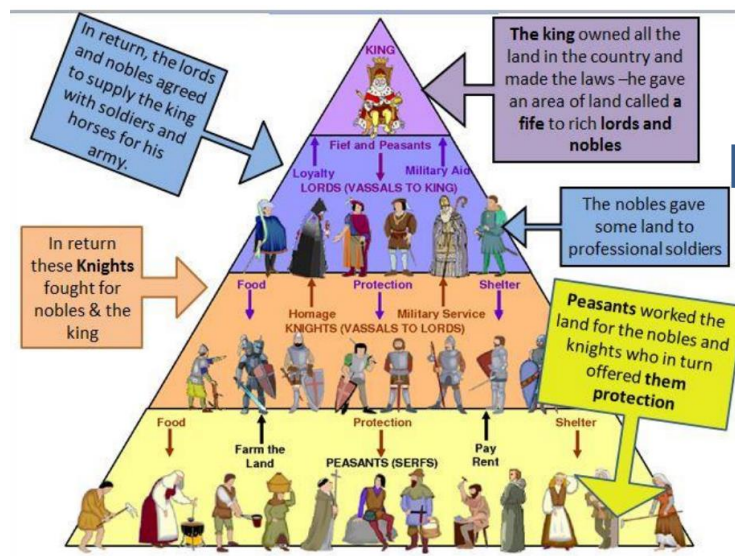 In return, the lords
and nobles agreed
to supply the king
with soldiers and
horses for his
army.
KING
The king owned all the
land in the country and
made the laws –he gave
an area of land called a
fife to rich lords and
nobles
Fief and Peasants
Loyalty
Military Aid
LORDS (VASSALS TO KING)
The nobles gave
some land to
professional soldiers
In return
these Knights
fought for
nobles & the
king
Food
Protection
Shelter
Homage
Military Service
KNIGHTS (VASSALS TO LORDS)
Peasants worked the
land for the nobles and
knights who in turn
offered them
protection
Food
Protection
Shelter
Farm the
Land
Pay
Rent
PEASANTS (SERFS)